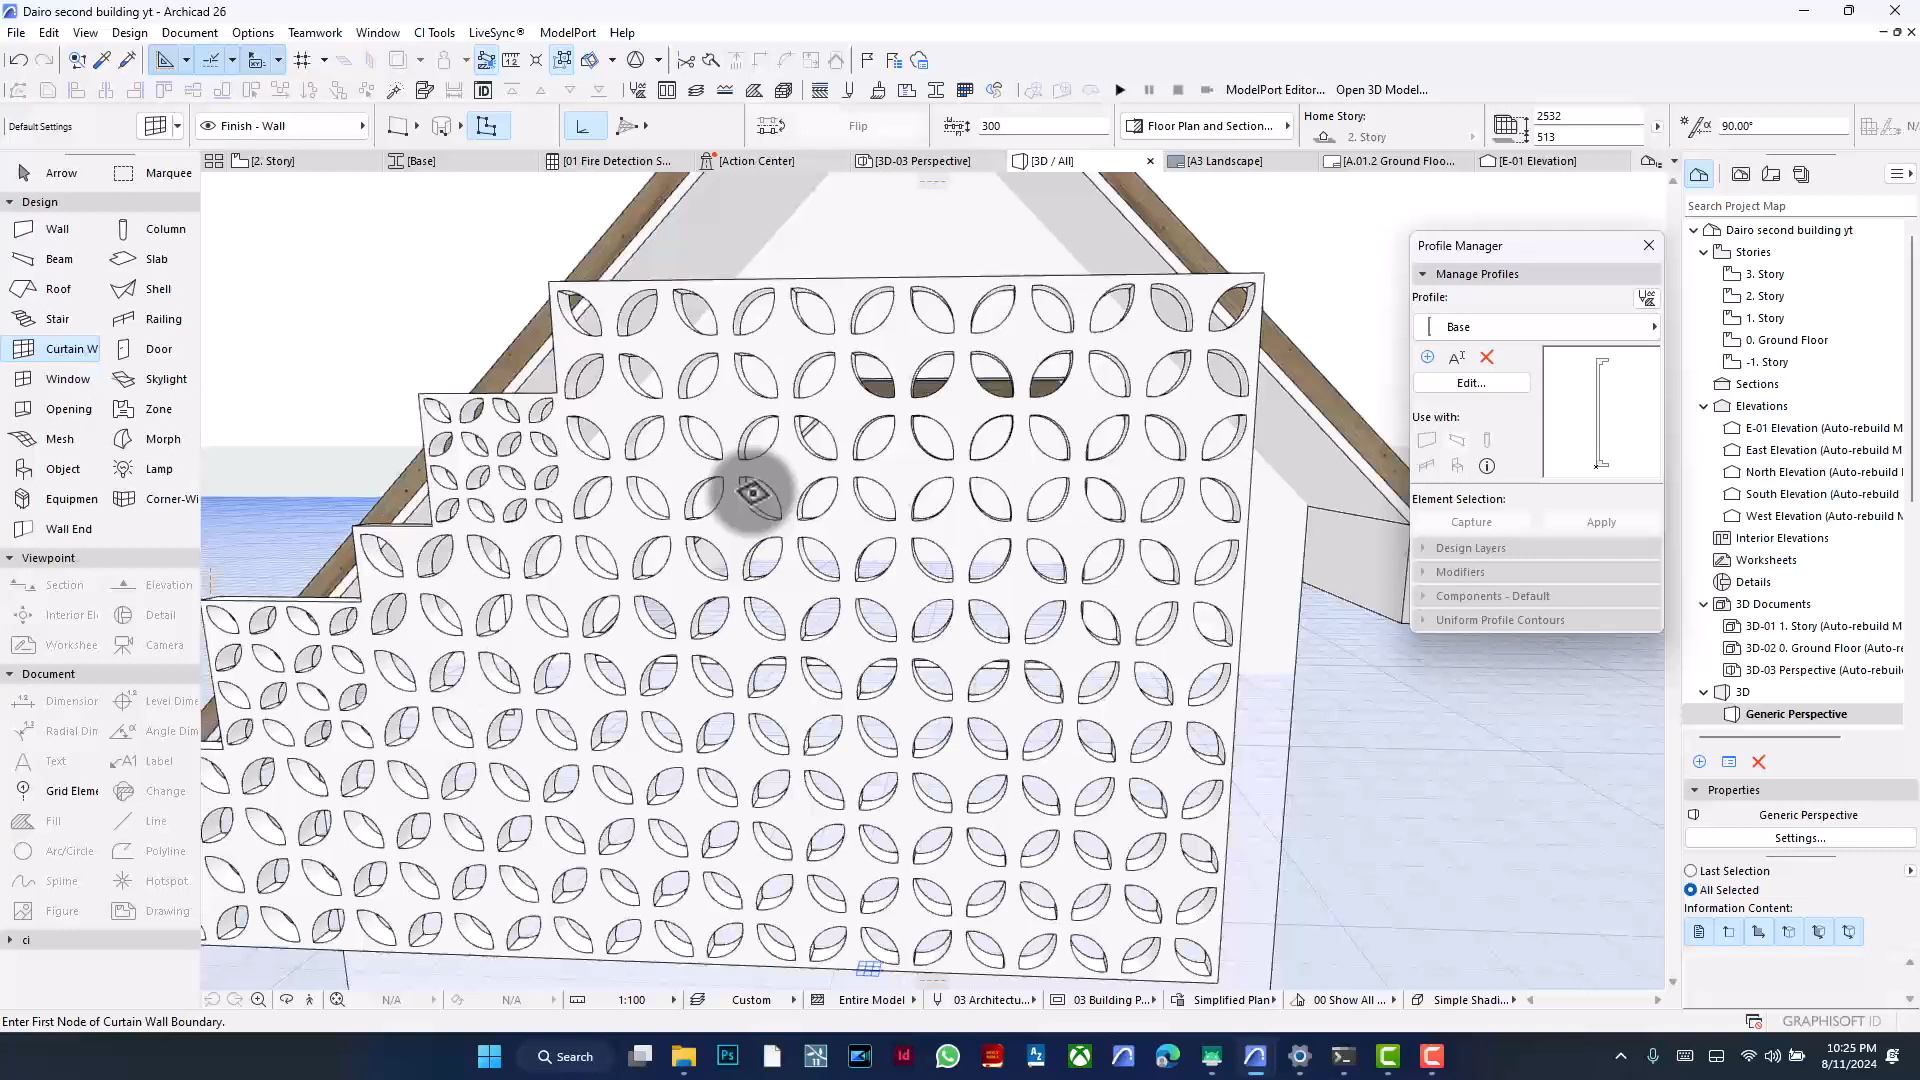 Dairo second building yt - Archicad 26
File Edit View Design Document Options Teamwork Window CI Tools LiveSync® ModelPort Help
ModelPort Editor... Open 3D Model...
Default Settings
Finish - Wall
Flip
300
Floor Plan and Section...
Home Story:
2. Story
2532
513
90.00°
[2. Story]
[Base]
[01 Fire Detection S...
[Action Center]
[3D-03 Perspective]
[3D / All]
[A3 Landscape]
[A.01.2 Ground Floo...
[E-01 Elevation]
Arrow Marquee
Design
Wall Column
Beam Slab
Roof Shell
Stair Railing
Curtain W Door
Window Skylight
Opening Zone
Mesh Morph
Object Lamp
Equipmen Corner-Wi
Wall End
Viewpoint
Section Elevation
Interior El Detail
Workshee Camera
Document
Dimension Level Dime
Radial Dim Angle Dim
Text Label
Grid Eleme Change
Fill Line
Arc/Circle Polyline
Spline Hotspot
Figure Drawing
ci
Profile Manager
Manage Profiles
Profile:
Base
Edit...
Use with:
Element Selection:
Capture Apply
Design Layers
Modifiers
Components - Default
Uniform Profile Contours
Search Project Map
Dairo second building yt
Stories
3. Story
2. Story
1. Story
0. Ground Floor
-1. Story
Sections
Elevations
E-01 Elevation (Auto-rebuild M
East Elevation (Auto-rebuild M
North Elevation (Auto-rebuild M
South Elevation (Auto-rebuild M
West Elevation (Auto-rebuild M
Interior Elevations
Worksheets
Details
3D Documents
3D-01 1. Story (Auto-rebuild M
3D-02 0. Ground Floor (Auto-re
3D-03 Perspective (Auto-rebuild
3D
Generic Perspective
Properties
Generic Perspective
Settings...
Last Selection
All Selected
Information Content:
N/A N/A 1:100 Custom Entire Model 03 Architectu... 03 Building P... Simplified Plan 00 Show All ... Simple Shadi...
Enter First Node of Curtain Wall Boundary.
GRAPHISOFT ID
Search
10:25 PM
8/11/2024